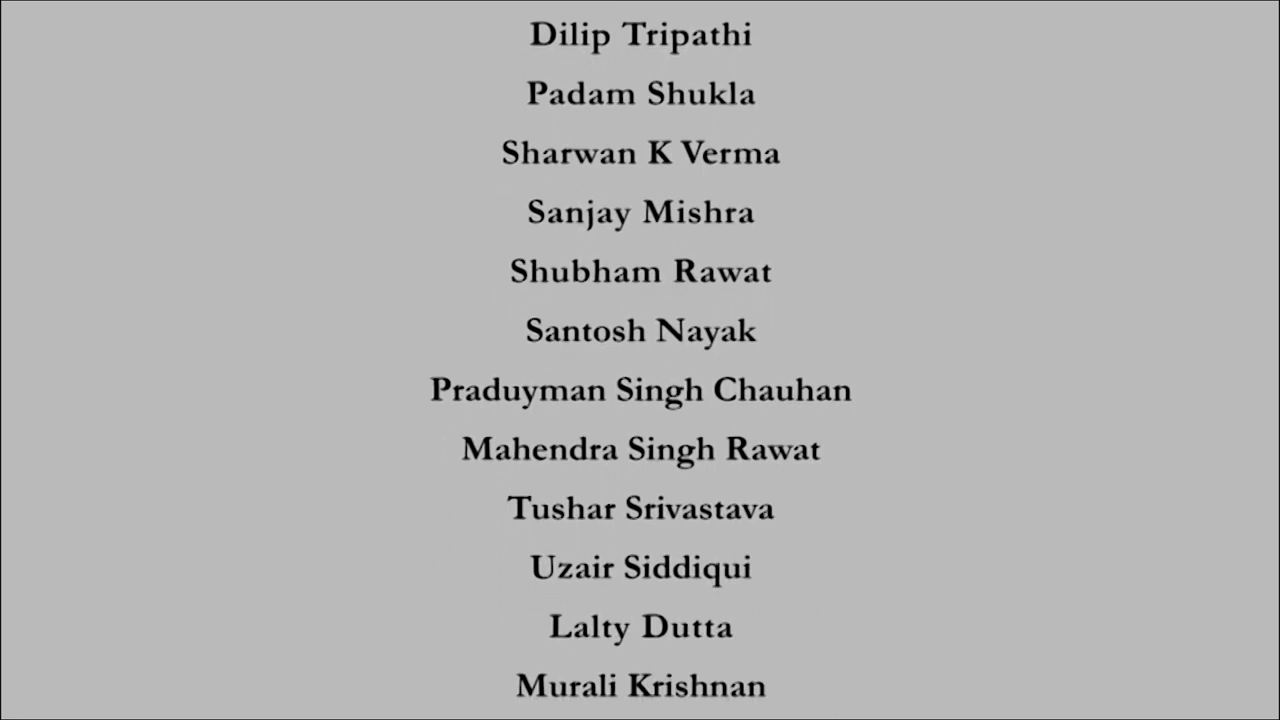 Dilip Tripathi
Padam Shukla
Sharwan K Verma
Sanjay Mishra
Shubham Rawat
Santosh Nayak
Praduyman Singh Chauhan
Mahendra Singh Rawat
Tushar Srivastava
Uzair Siddiqui
Lalty Dutta
Murali Krishnan